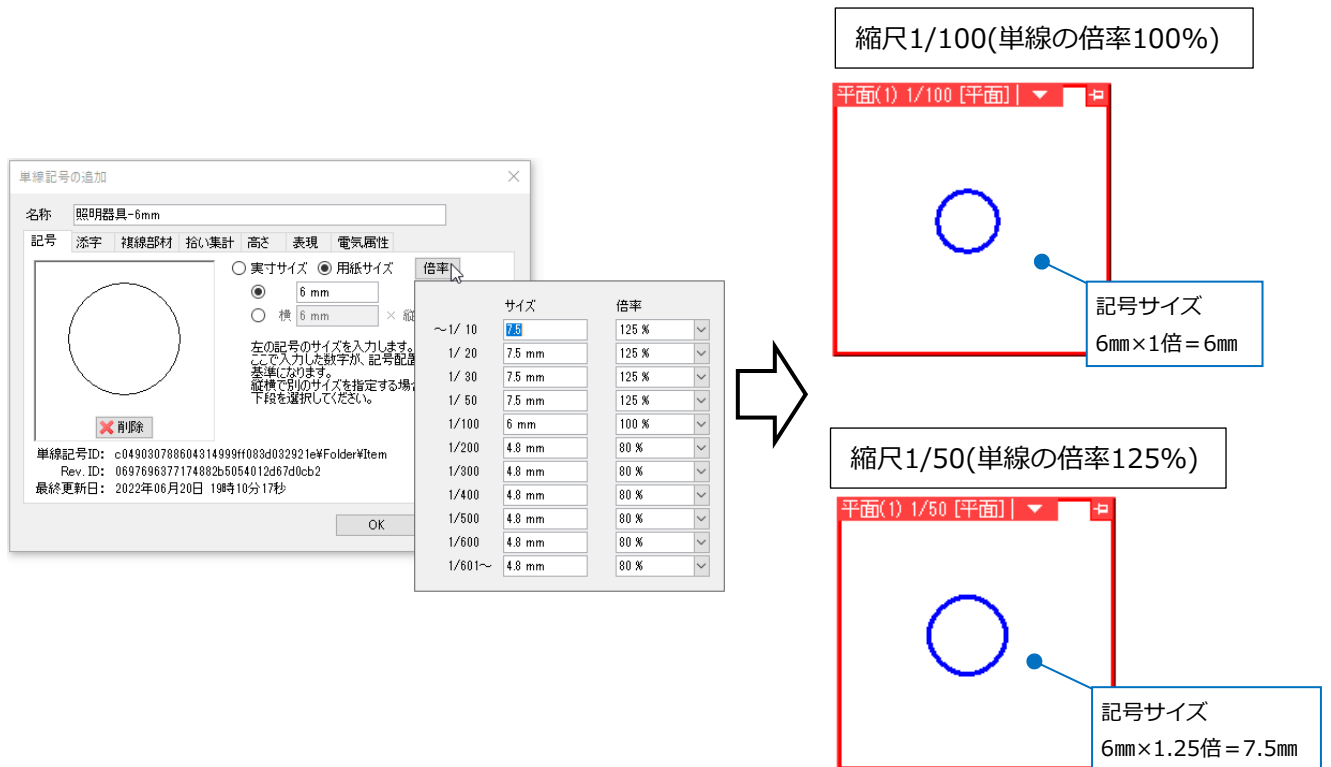 縮尺1/100(単線の倍率100%)
平面(1) 1/100 [平面]
記号サイズ
6㎜×1倍＝6㎜
単線記号の追加
名称 照明器具-6mm
記号 添字 複線部材 拾い集計 高さ 表現 電気属性
実寸サイズ 用紙サイズ 倍率
6 mm
横 6 mm × 縦
左の記号のサイズを入力します。
ここで入力した数字が、記号配置
基準になります。
縦横で別のサイズを指定する場合
下段を選択してください。
削除
単線記号ID: c049030788604314999ff083d032921e¥Folder¥Item
Rev. ID: 0697696377174882b5054012d67d0cb2
最終更新日: 2022年06月20日 19時10分17秒
OK
サイズ 倍率
～1/ 10 7.5 125 %
1/ 20 7.5 mm 125 %
1/ 30 7.5 mm 125 %
1/ 50 7.5 mm 125 %
1/100 6 mm 100 %
1/200 4.8 mm 80 %
1/300 4.8 mm 80 %
1/400 4.8 mm 80 %
1/500 4.8 mm 80 %
1/600 4.8 mm 80 %
1/601～ 4.8 mm 80 %
縮尺1/50(単線の倍率125%)
平面(1) 1/50 [平面]
記号サイズ
6㎜×1.25倍＝7.5㎜